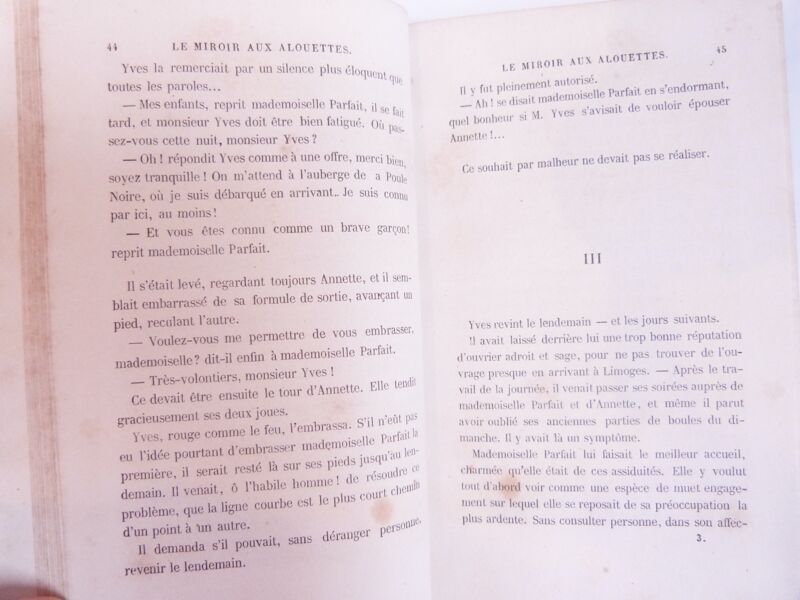 44 LE MIROIR AUX ALOUETTES.
Yves la remerciait par un silence plus éloquent que
toutes les paroles...
— Mes enfants, reprit mademoiselle Parfait, il se fait
tard, et monsieur Yves doit être bien fatigué. Où pas-
sez-vous cette nuit, monsieur Yves ?
— Oh ! répondit Yves comme à une offre, merci bien,
soyez tranquille ! On m'attend à l'auberge de a Poule
Noire, où je suis débarqué en arrivant.. Je suis connu
par ici, au moins !
— Et vous êtes connu comme un brave garçon !
reprit mademoiselle Parfait.
Il s'était levé, regardant toujours Annette, et il sem-
blait embarrassé de sa formule de sortie, avançant un
pied, reculant l'autre.
— Voulez-vous me permettre de vous embrasser,
mademoiselle ? dit-il enfin à mademoiselle Parfait.
— Très-volontiers, monsieur Yves !
Ce devait être ensuite le tour d'Annette. Elle tendit
gracieusement ses deux joues.
Yves, rouge comme le feu, l'embrassa. S'il n'eût pas
eu l'idée pourtant d'embrasser mademoiselle Parfait la
première, il serait resté là sur ses pieds jusqu'au len-
demain. Il venait, ô l'habile homme ! de résoudre ce
problème, que la ligne courbe est le plus court chemin
d'un point à un autre.
Il demanda s'il pouvait, sans déranger personne,
revenir le lendemain.
LE MIROIR AUX ALOUETTES. 45
Il y fut pleinement autorisé.
— Ah ! se disait mademoiselle Parfait en s'endormant,
quel bonheur si M. Yves s'avisait de vouloir épouser
Annette !...
Ce souhait par malheur ne devait pas se réaliser.
III
Yves revint le lendemain — et les jours suivants.
Il avait laissé derrière lui une trop bonne réputation
d'ouvrier adroit et sage, pour ne pas trouver de l'ou-
vrage presque en arrivant à Limoges. — Après le tra-
vail de la journée, il venait passer ses soirées auprès de
mademoiselle Parfait et d'Annette, et même il parut
avoir oublié ses anciennes parties de boules du di-
manche. Il y avait là un symptôme.
Mademoiselle Parfait lui faisait le meilleur accueil,
charmée qu'elle était de ces assiduités. Elle y voulut
tout d'abord voir comme une espèce de muet engage-
ment sur lequel elle se reposait de sa préoccupation la
plus ardente. Sans consulter personne, dans son affec-
3.